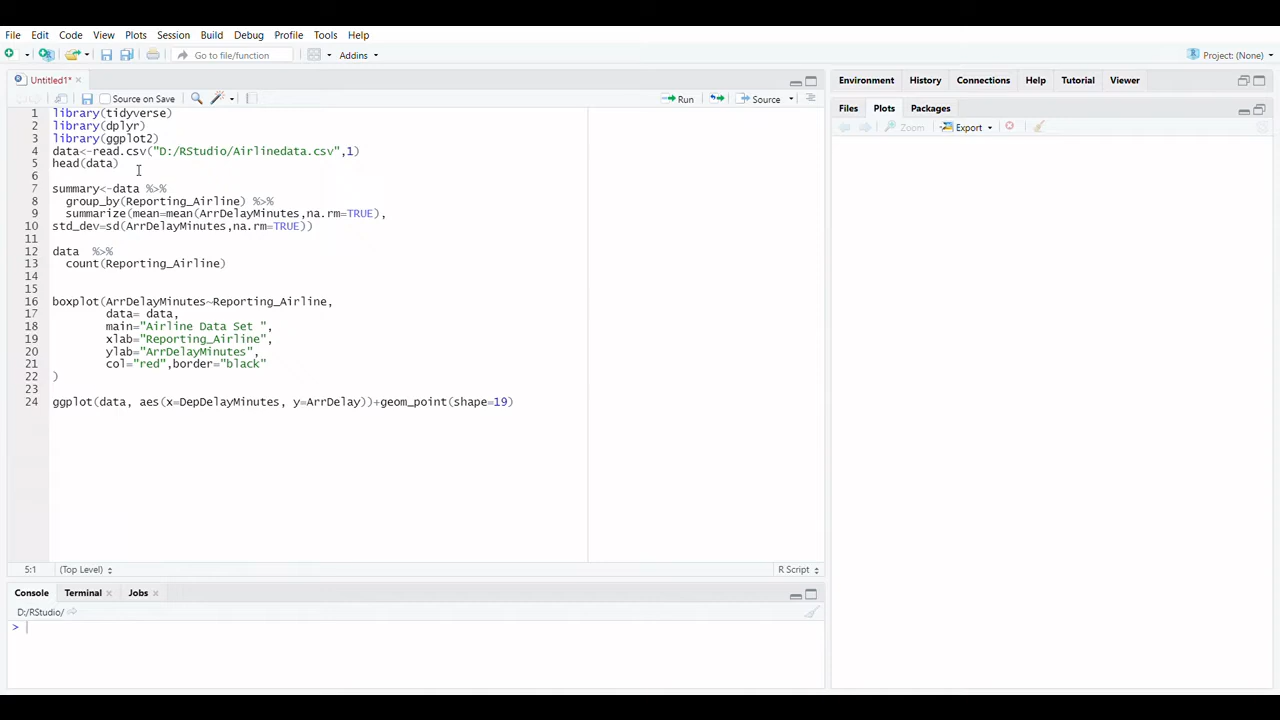 File Edit Code View Plots Session Build Debug Profile Tools Help
Go to file/function Addins Project: (None)
Untitled1*
Source on Save Run Source
1 library(tidyverse)
2 library(dplyr)
3 library(ggplot2)
4 data<-read.csv("D:/RStudio/Airlinedata.csv",1)
5 head(data)
6
7 summary<-data %>%
8 group_by(Reporting_Airline) %>%
9 summarize(mean=mean(ArrDelayMinutes,na.rm=TRUE),
10 std_dev=sd(ArrDelayMinutes,na.rm=TRUE))
11
12 data  %>%
13 count(Reporting_Airline)
14
15
16 boxplot(ArrDelayMinutes~Reporting_Airline,
17 data= data,
18 main="Airline Data Set ",
19 xlab="Reporting_Airline",
20 ylab="ArrDelayMinutes",
21 col="red",border="black"
22 )
23
24 ggplot(data, aes(x=DepDelayMinutes, y=ArrDelay))+geom_point(shape=19)
5:1 (Top Level) R Script
Console Terminal Jobs
D:/RStudio/
>
Environment History Connections Help Tutorial Viewer
Files Plots Packages
Zoom Export